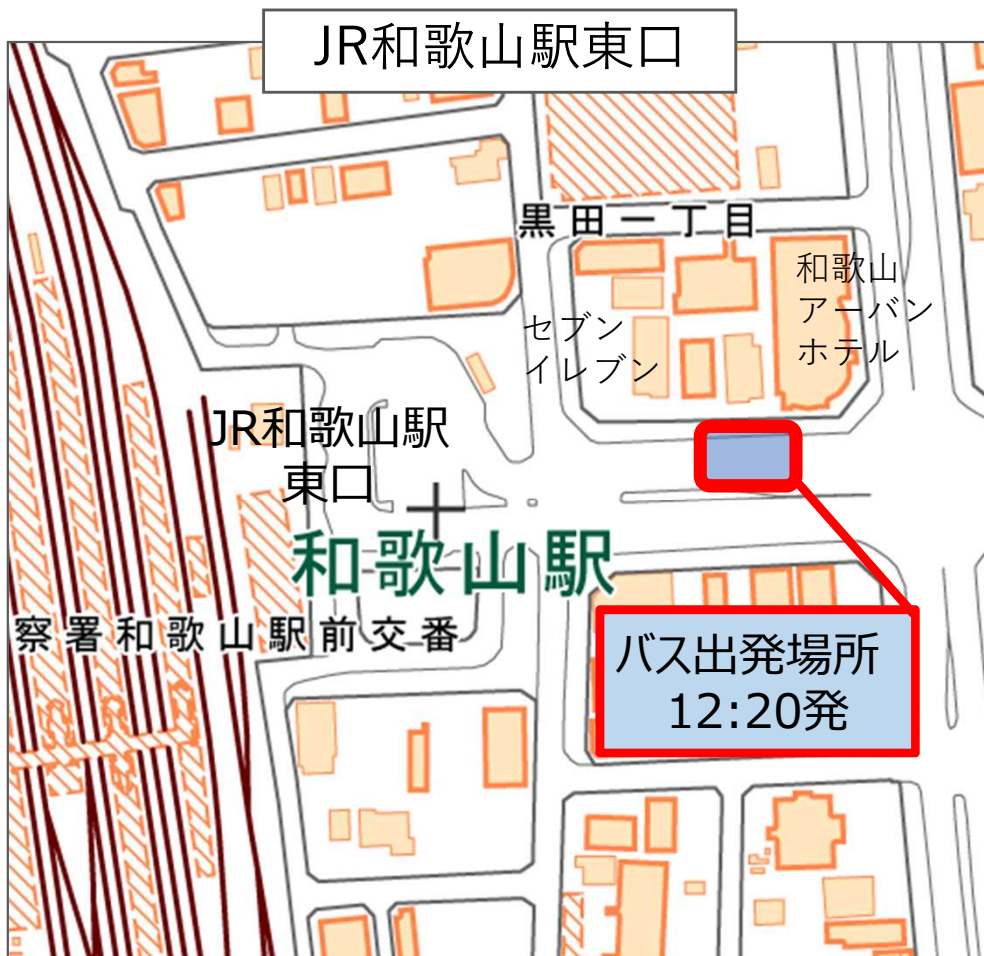 JR和歌山駅東口
黒田一丁目
和歌山
アーバン
ホテル
セブン
イレブン
JR和歌山駅
東口
和歌山駅
察署和歌山駅前交番
バス出発場所
12:20発